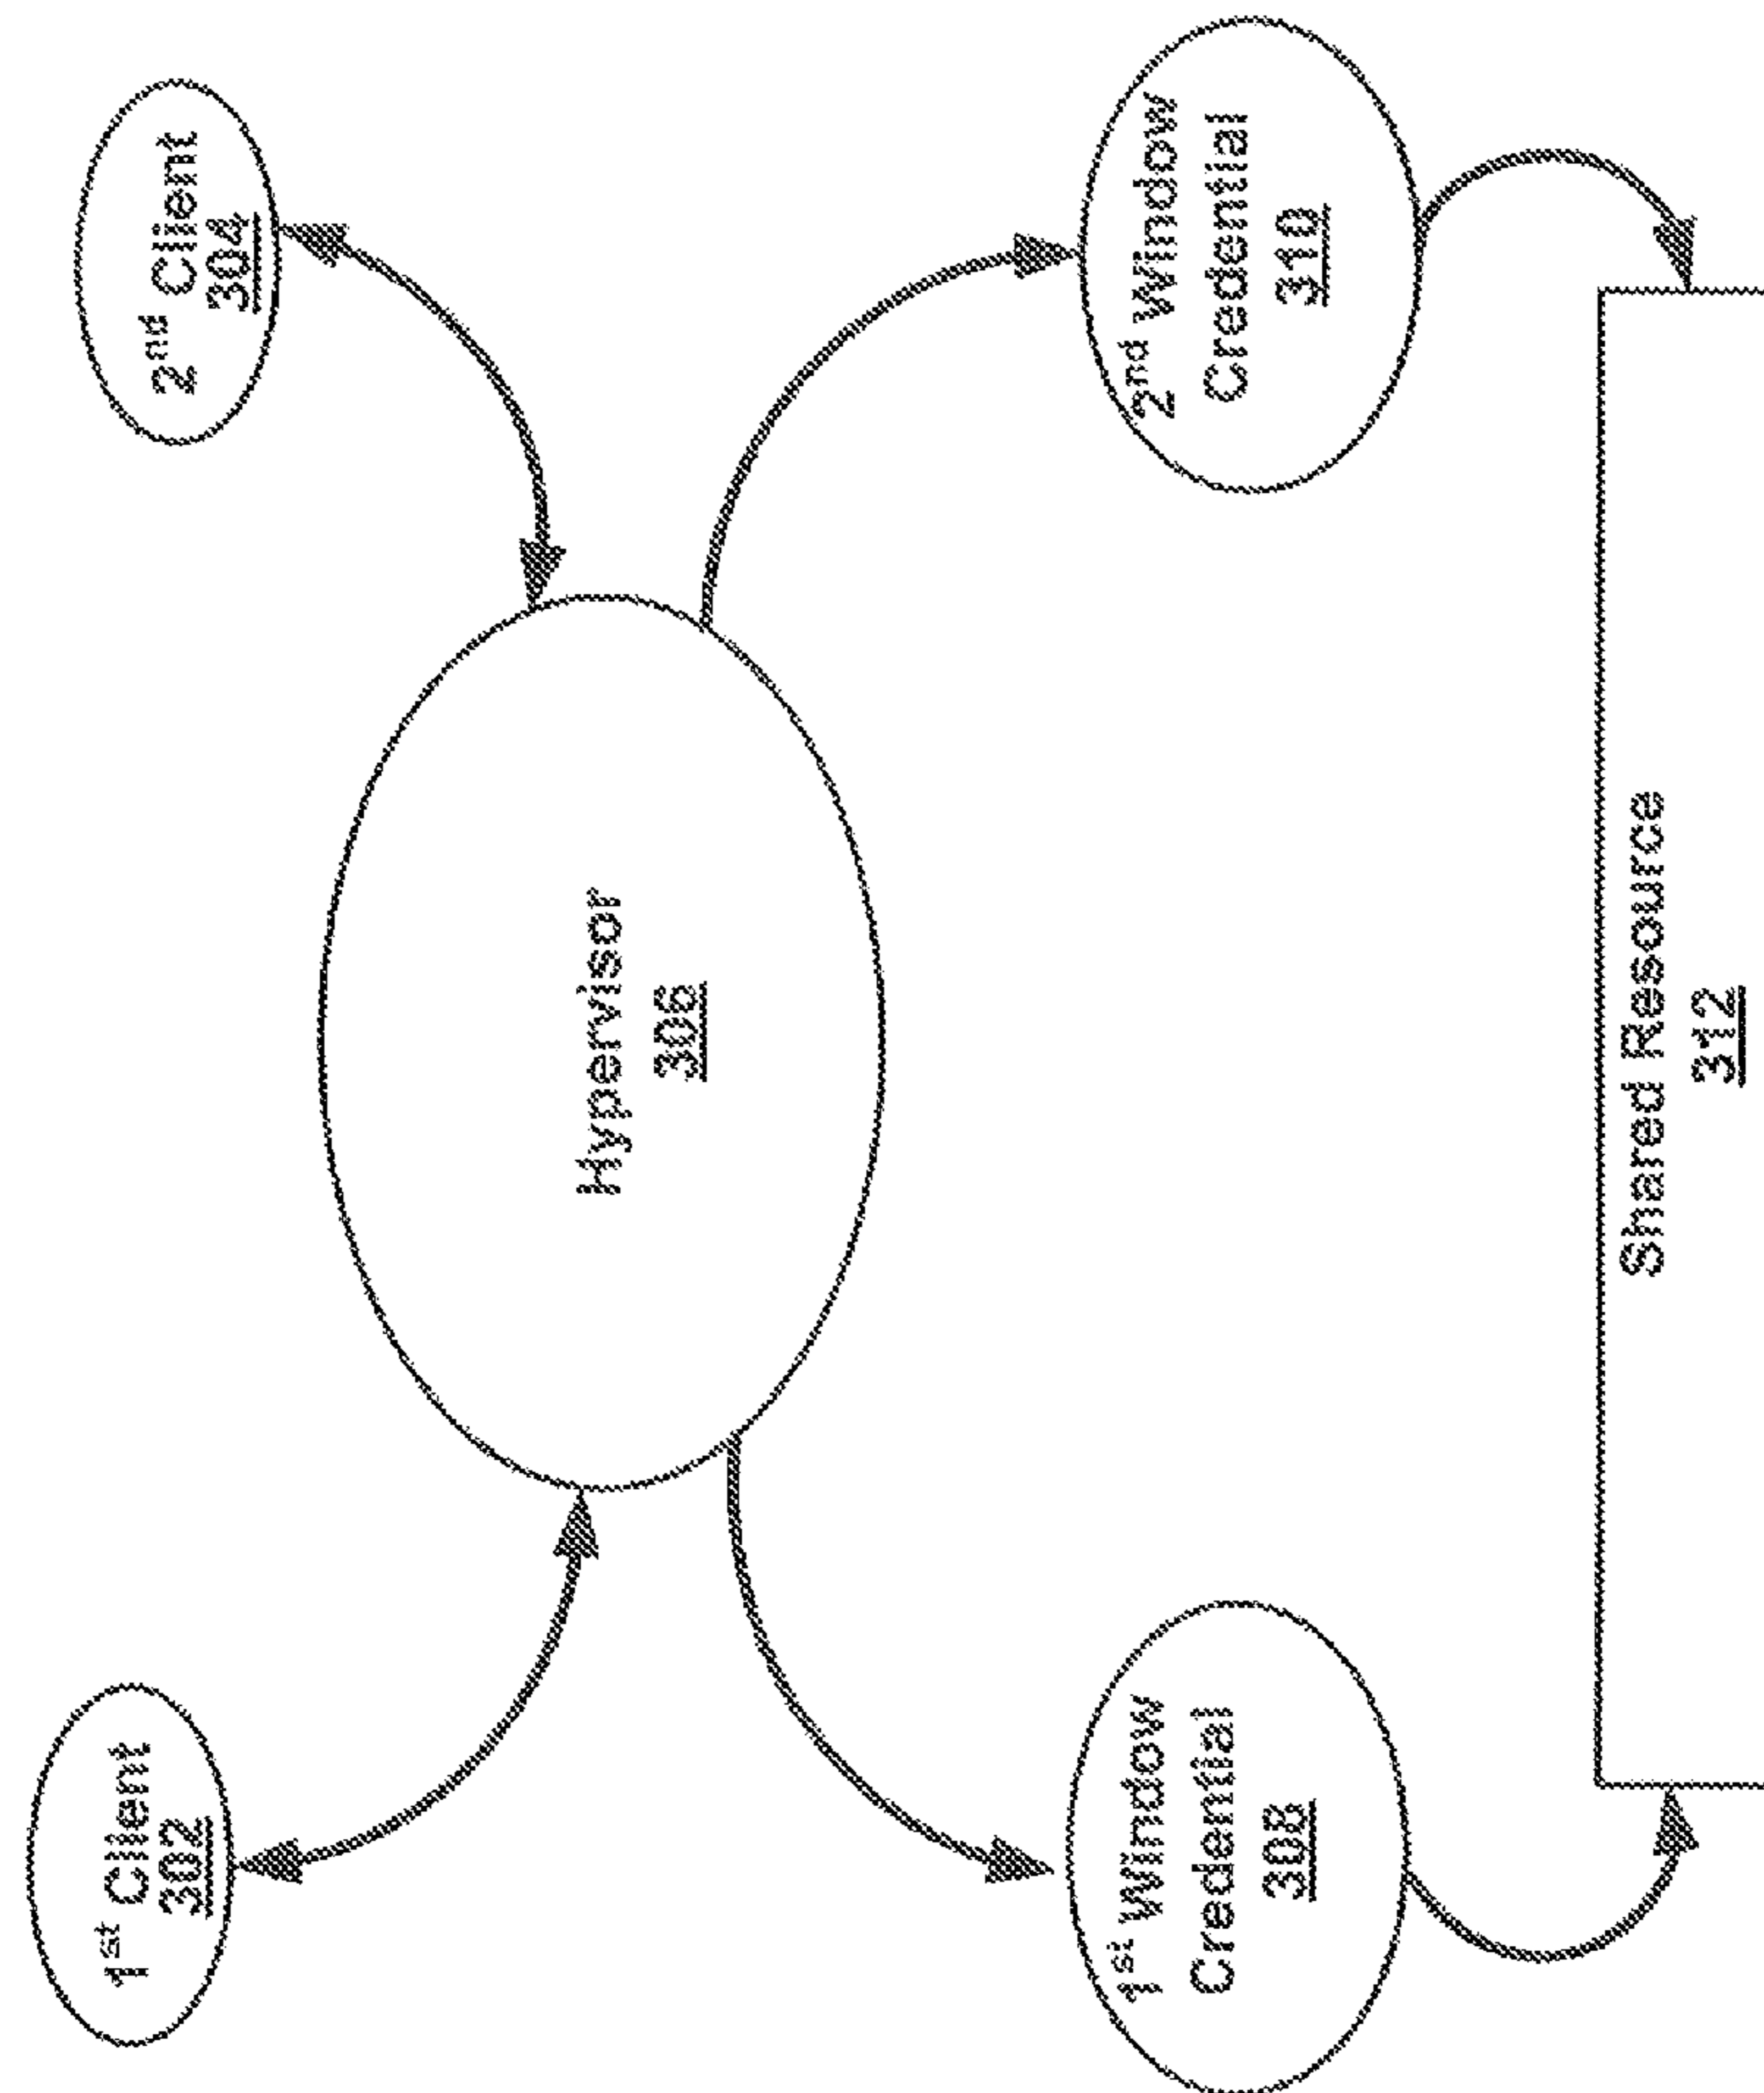 1st Client
302
2nd Client
304
Hypervisor
306
1st Window
Credential
308
2nd Window
Credential
310
Shared Resource
312